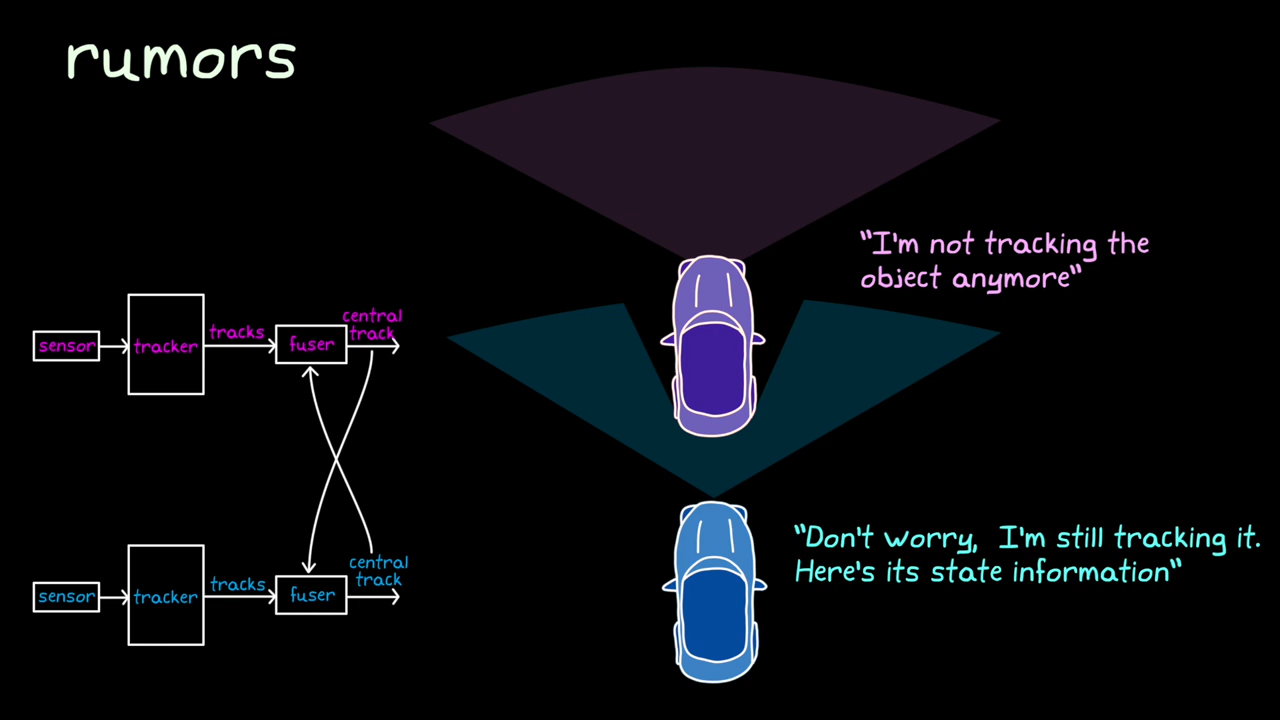 rumors
"I'm not tracking the
object anymore"
sensor
tracker
tracks
fuser
central
track
"Don't worry, I'm still tracking it.
Here's its state information"
sensor
tracker
tracks
fuser
central
track